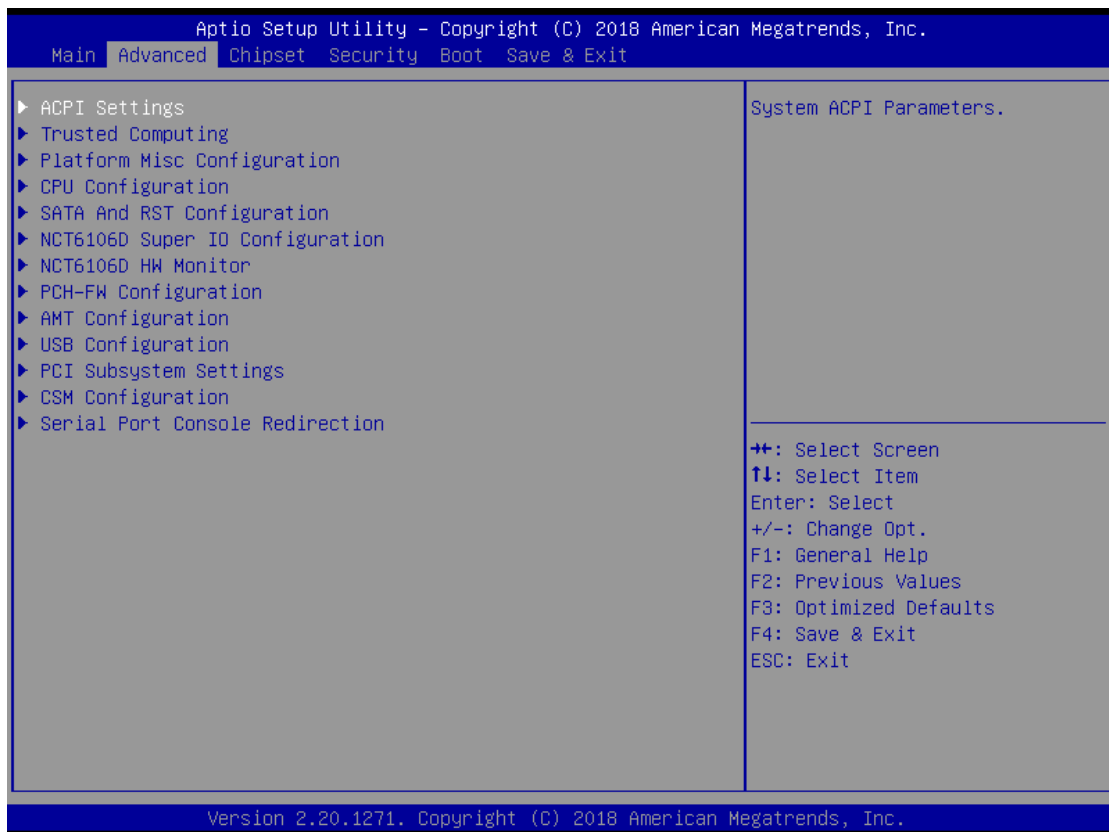 Aptio Setup Utility – Copyright (C) 2018 American Megatrends, Inc.
Main Advanced Chipset Security Boot Save & Exit
▶ ACPI Settings
▶ Trusted Computing
▶ Platform Misc Configuration
▶ CPU Configuration
▶ SATA And RST Configuration
▶ NCT6106D Super IO Configuration
▶ NCT6106D HW Monitor
▶ PCH-FW Configuration
▶ AMT Configuration
▶ USB Configuration
▶ PCI Subsystem Settings
▶ CSM Configuration
▶ Serial Port Console Redirection
System ACPI Parameters.
→←: Select Screen
↑↓: Select Item
Enter: Select
+/-: Change Opt.
F1: General Help
F2: Previous Values
F3: Optimized Defaults
F4: Save & Exit
ESC: Exit
Version 2.20.1271. Copyright (C) 2018 American Megatrends, Inc.